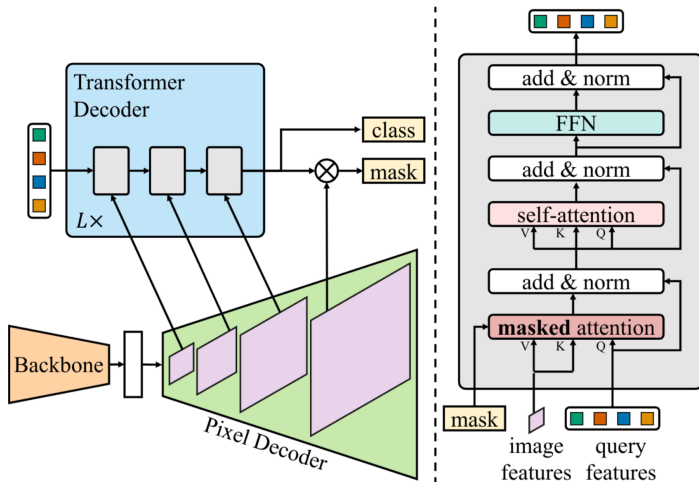 Transformer
Decoder
L×
class
mask
Backbone
Pixel Decoder
add & norm
FFN
add & norm
self-attention
V K Q
add & norm
masked attention
V K Q
mask
image
features
query
features